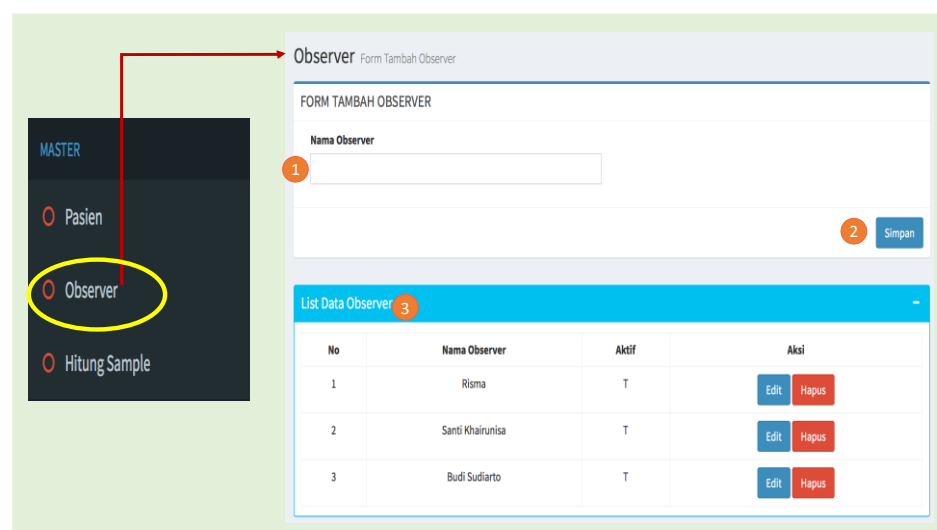 MASTER
Pasien
Observer
Hitung Sample
Observer Form Tambah Observer
FORM TAMBAH OBSERVER
Nama Observer
1
2 Simpan
List Data Observer 3 −
No Nama Observer Aktif Aksi
1 Risma T Edit Hapus
2 Santi Khairunisa T Edit Hapus
3 Budi Sudiarto T Edit Hapus